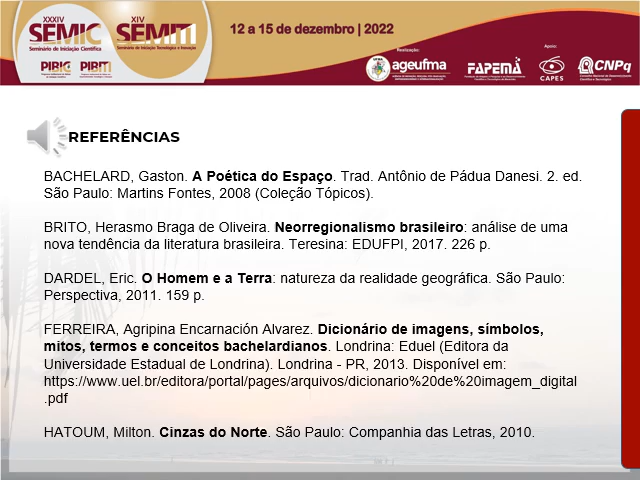 XXXIV
SEMIC
Seminário de Iniciação Científica
PIBIC
XIV
SEMITI
Seminário de Iniciação Tecnológica e Inovação
PIBITI
12 a 15 de dezembro | 2022
Realização:
ageufma
Apoio:
FAPEMA
CAPES
CNPq
REFERÊNCIAS
BACHELARD, Gaston. A Poética do Espaço. Trad. Antônio de Pádua Danesi. 2. ed.
São Paulo: Martins Fontes, 2008 (Coleção Tópicos).
BRITO, Herasmo Braga de Oliveira. Neorregionalismo brasileiro: análise de uma
nova tendência da literatura brasileira. Teresina: EDUFPI, 2017. 226 p.
DARDEL, Eric. O Homem e a Terra: natureza da realidade geográfica. São Paulo:
Perspectiva, 2011. 159 p.
FERREIRA, Agripina Encarnación Alvarez. Dicionário de imagens, símbolos,
mitos, termos e conceitos bachelardianos. Londrina: Eduel (Editora da
Universidade Estadual de Londrina). Londrina - PR, 2013. Disponível em:
https://www.uel.br/editora/portal/pages/arquivos/dicionario%20de%20imagem_digital
.pdf
HATOUM, Milton. Cinzas do Norte. São Paulo: Companhia das Letras, 2010.